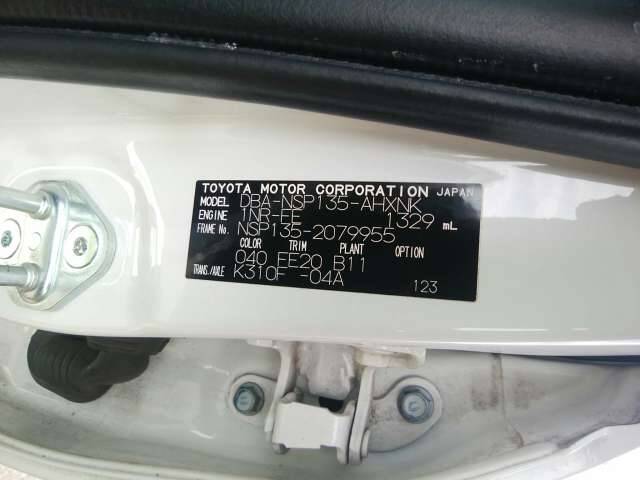 TOYOTA MOTOR CORPORATION JAPAN
MODEL DBA-NSP135-AHXNK
ENGINE 1NR-FE 1329 mL
FRAME No. NSP135-2079955
COLOR TRIM PLANT OPTION
040 FE20 B11
TRANS./AXLE K310F -04A
123